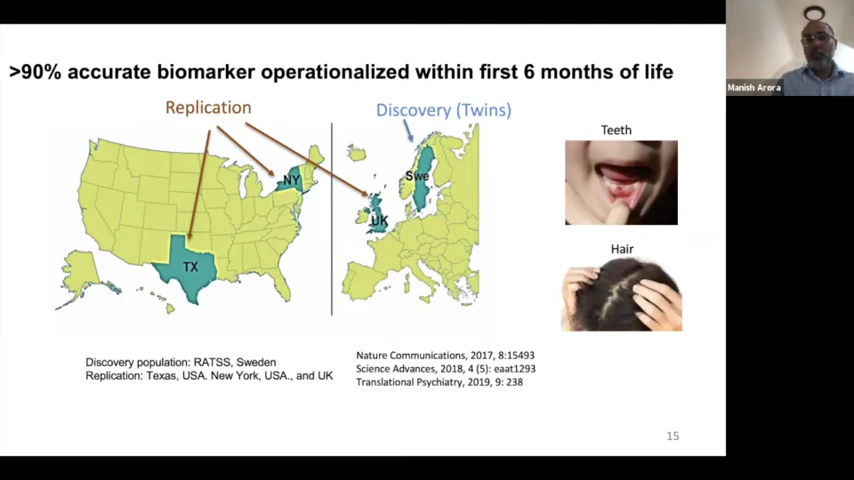 >90% accurate biomarker operationalized within first 6 months of life
Manish Arora
Replication
Discovery (Twins)
Teeth
NY
Swe
UK
TX
Hair
Discovery population: RATSS, Sweden
Replication: Texas, USA. New York, USA., and UK
Nature Communications, 2017, 8:15493
Science Advances, 2018, 4 (5): eaat1293
Translational Psychiatry, 2019, 9: 238
15